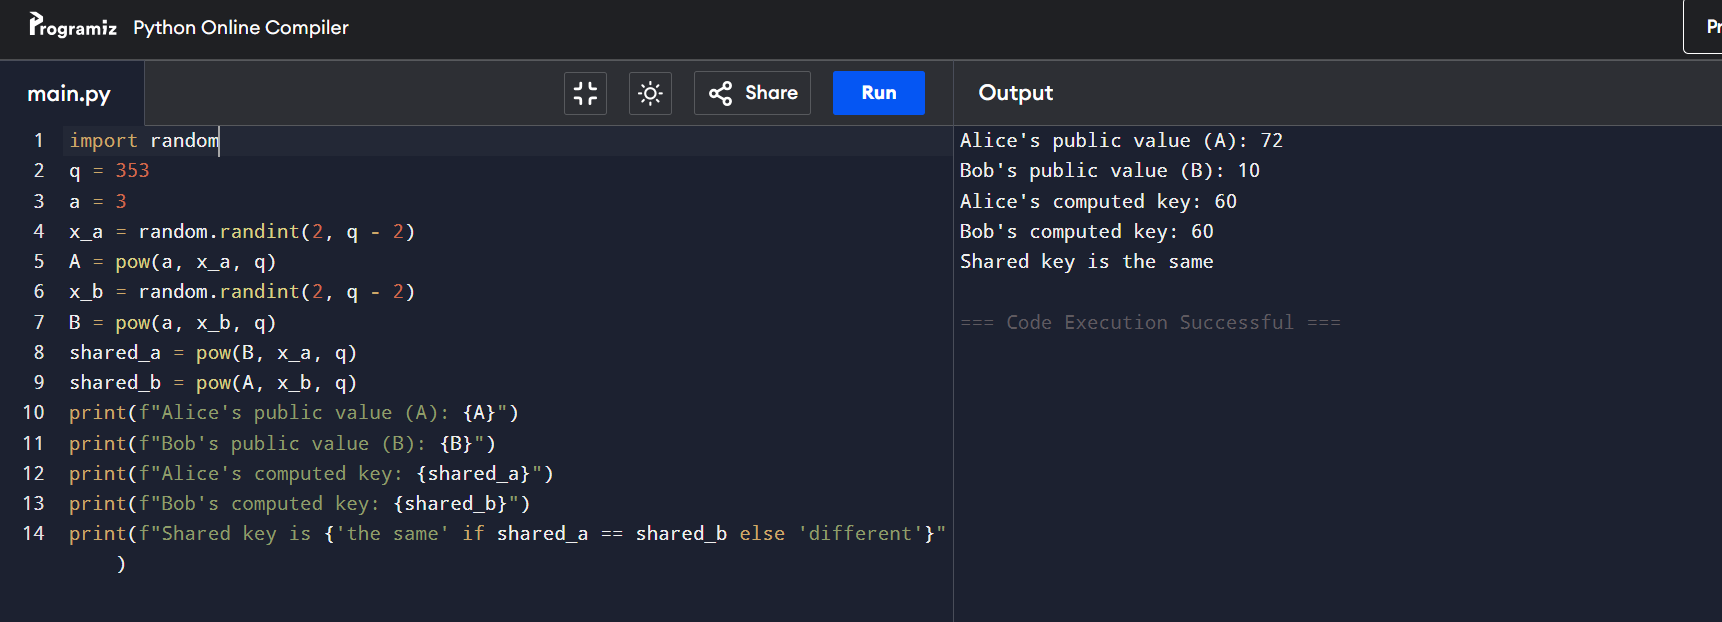 Programiz Python Online Compiler
main.py
Share
Run
Output
1 import random
2 q = 353
3 a = 3
4 x_a = random.randint(2, q - 2)
5 A = pow(a, x_a, q)
6 x_b = random.randint(2, q - 2)
7 B = pow(a, x_b, q)
8 shared_a = pow(B, x_a, q)
9 shared_b = pow(A, x_b, q)
10 print(f"Alice's public value (A): {A}")
11 print(f"Bob's public value (B): {B}")
12 print(f"Alice's computed key: {shared_a}")
13 print(f"Bob's computed key: {shared_b}")
14 print(f"Shared key is {'the same' if shared_a == shared_b else 'different'}"
)
Alice's public value (A): 72
Bob's public value (B): 10
Alice's computed key: 60
Bob's computed key: 60
Shared key is the same
=== Code Execution Successful ===